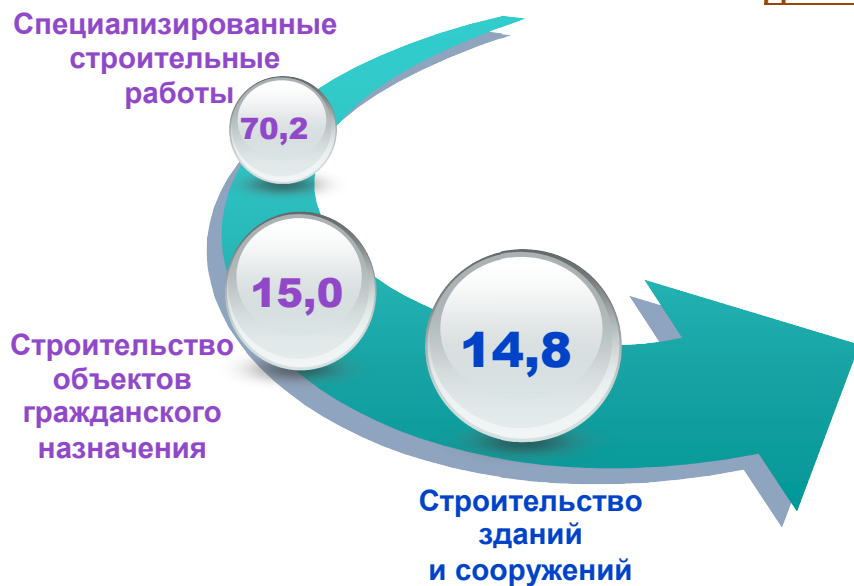 Специализированные
строительные
работы
70,2
15,0
14,8
Строительство
объектов
гражданского
назначения
Строительство
зданий
и сооружений